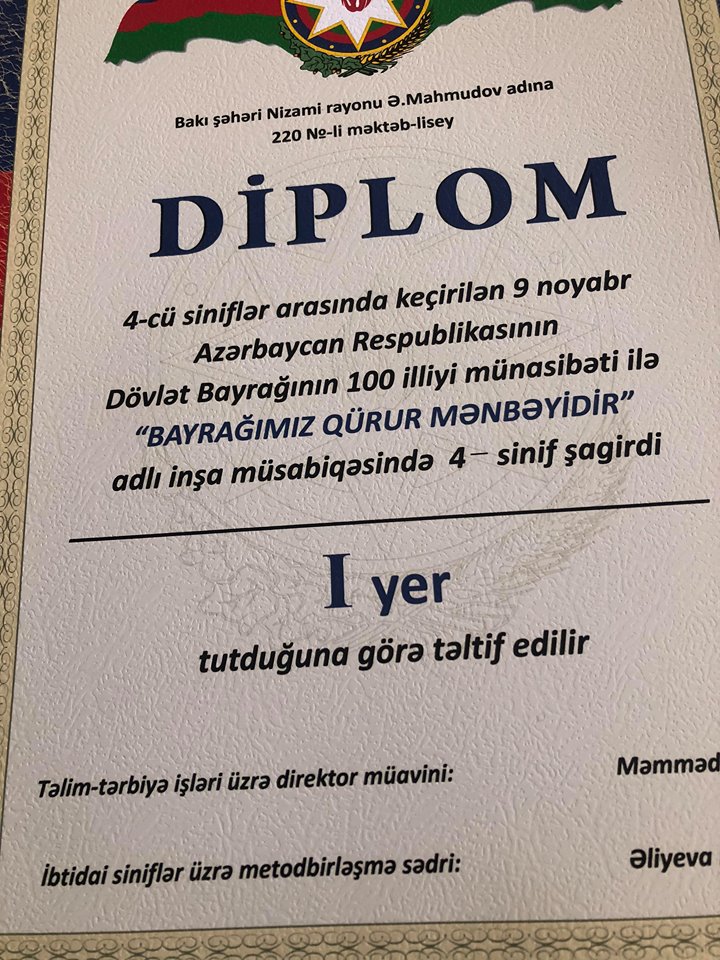 Bakı şəhəri Nizami rayonu Ə.Mahmudov adına
220 №-li məktəb-lisey
DİPLOM
4-cü siniflər arasında keçirilən 9 noyabr
Azərbaycan Respublikasının
Dövlət Bayrağının 100 illiyi münasibəti ilə
“BAYRAĞIMIZ QÜRUR MƏNBƏYİDİR”
adlı inşa müsabiqəsində 4 – sinif şagirdi
I yer
tutduğuna görə təltif edilir
Təlim-tərbiyə işləri üzrə direktor müavini: Məmməd
İbtidai siniflər üzrə metodbirləşmə sədri: Əliyeva